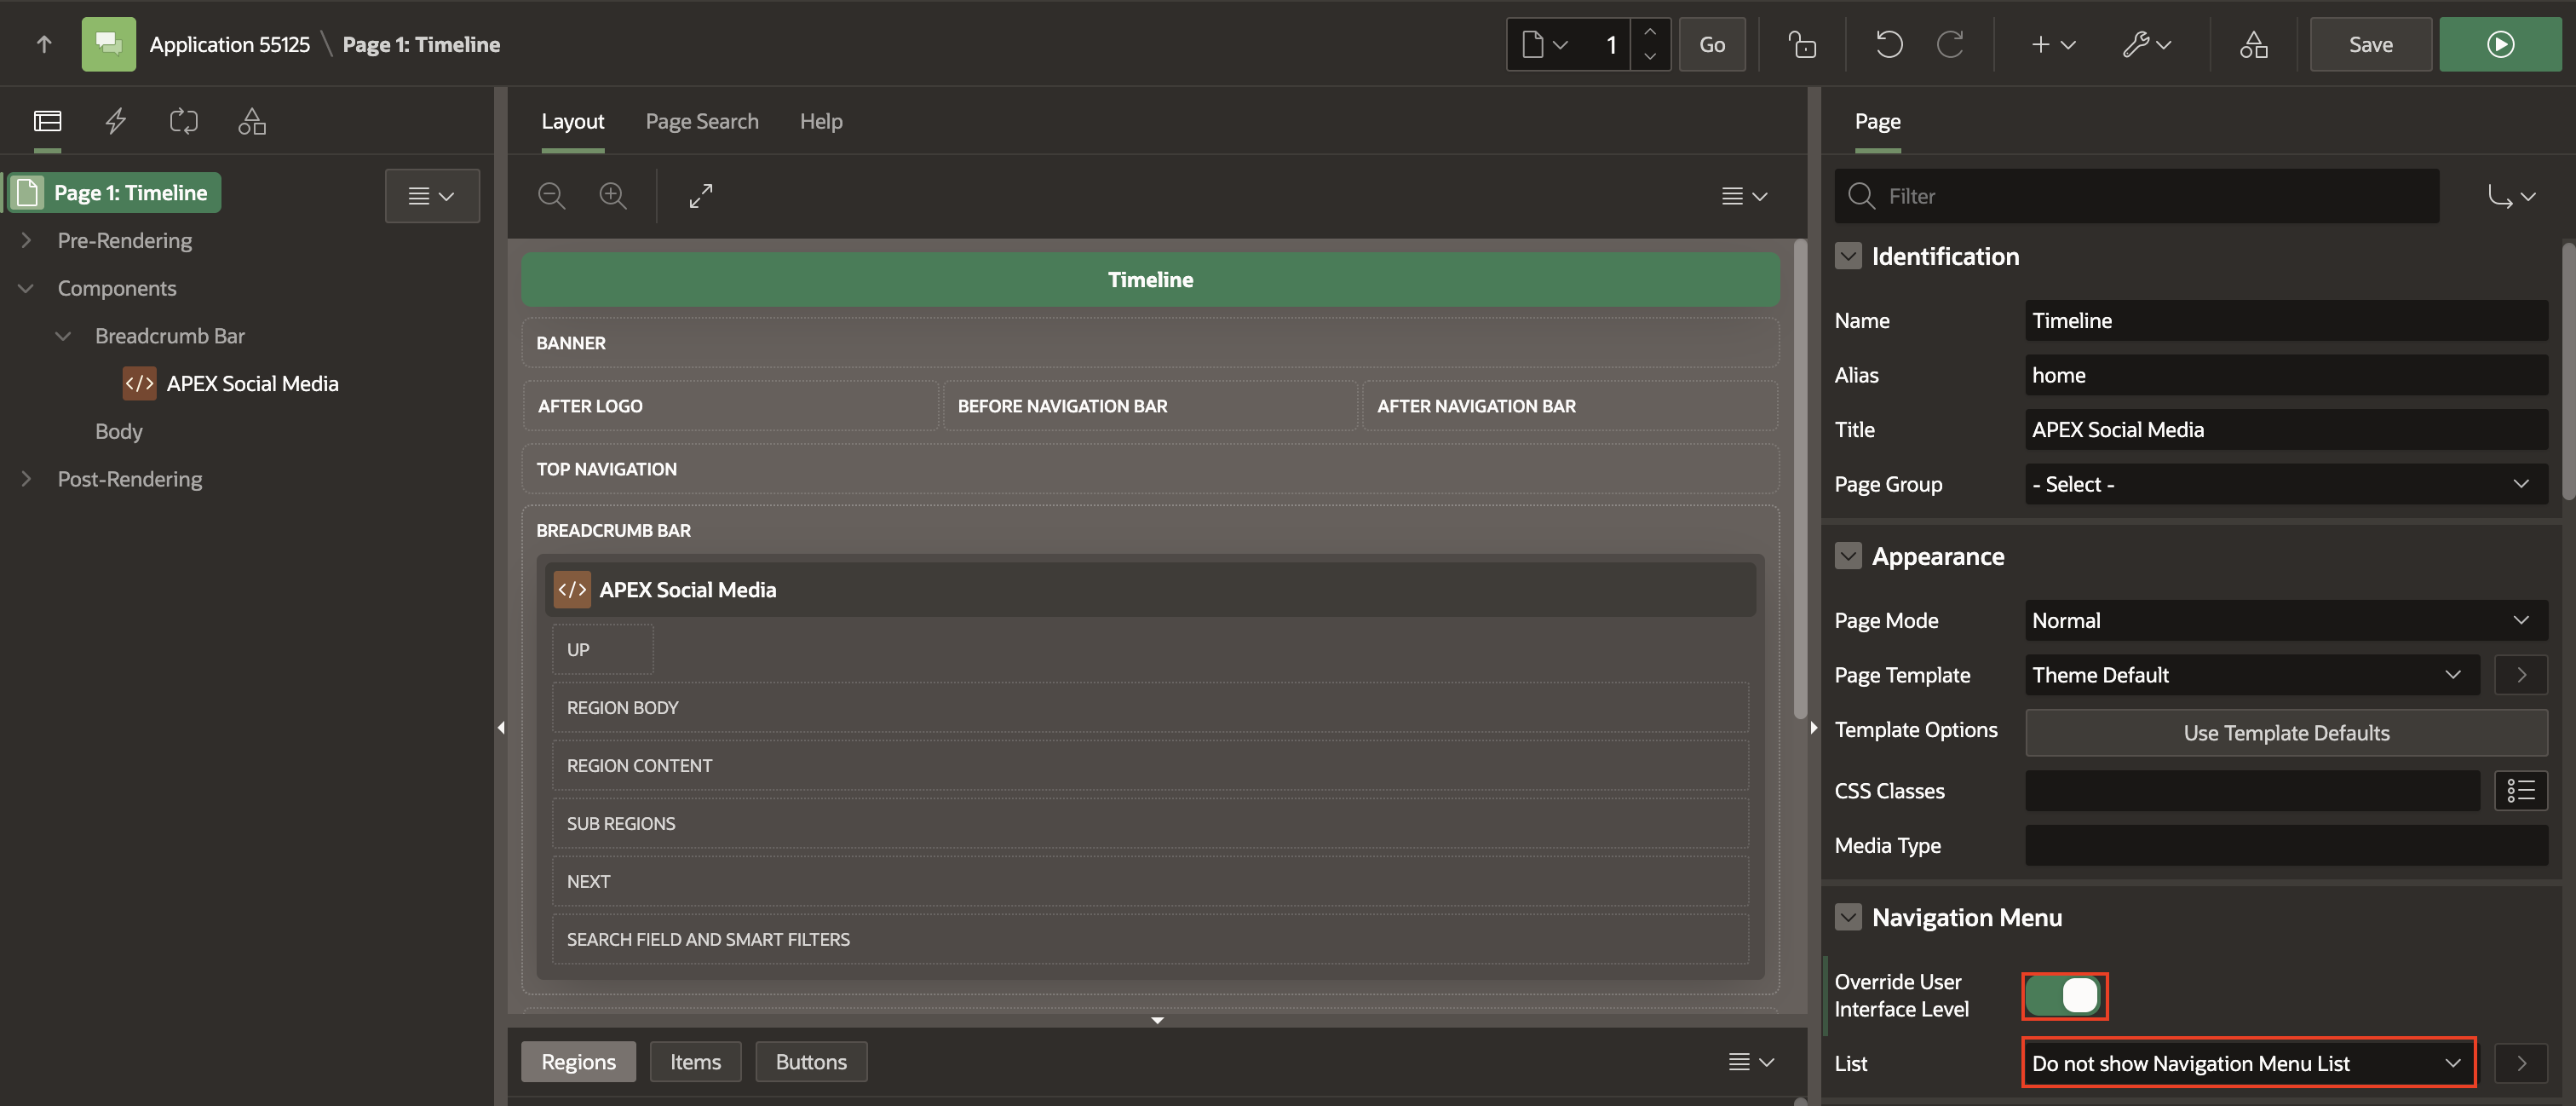 Application 55125 \ Page 1: Timeline
1
Go
Save
Layout
Page Search
Help
Page
Page 1: Timeline
Pre-Rendering
Components
Breadcrumb Bar
</> APEX Social Media
Body
Post-Rendering
Timeline
BANNER
AFTER LOGO
BEFORE NAVIGATION BAR
AFTER NAVIGATION BAR
TOP NAVIGATION
BREADCRUMB BAR
</> APEX Social Media
UP
REGION BODY
REGION CONTENT
SUB REGIONS
NEXT
SEARCH FIELD AND SMART FILTERS
Regions
Items
Buttons
Filter
Identification
Name
Timeline
Alias
home
Title
APEX Social Media
Page Group
- Select -
Appearance
Page Mode
Normal
Page Template
Theme Default
Template Options
Use Template Defaults
CSS Classes
Media Type
Navigation Menu
Override User
Interface Level
List
Do not show Navigation Menu List